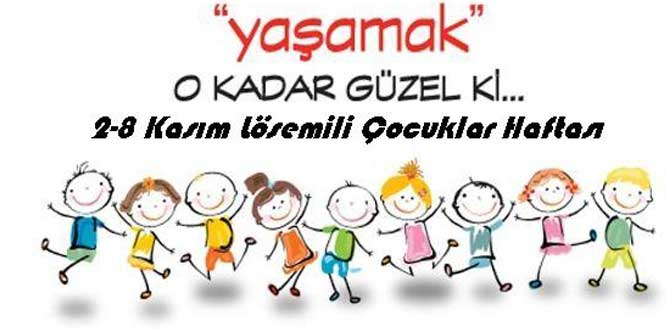 “yaşamak”
O KADAR GÜZEL Kİ...
2-8 Kasım Lösemili Çocuklar Haftası